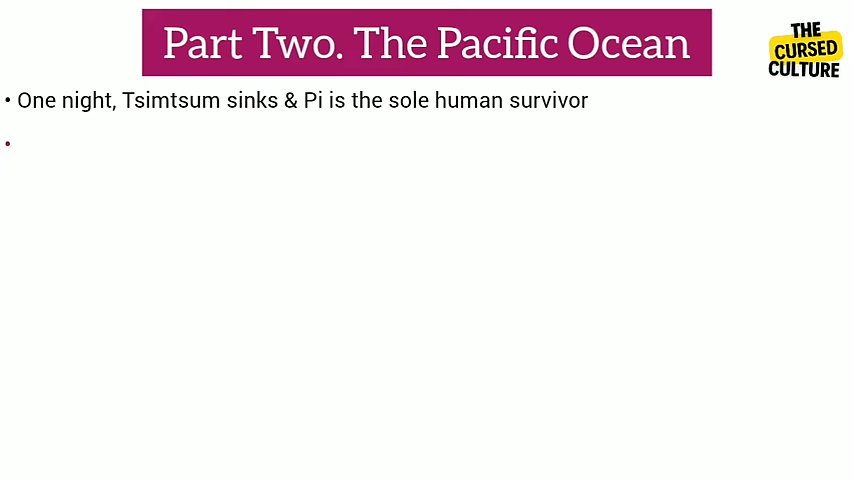 Part Two. The Pacific Ocean
THE
CURSED
CULTURE
• One night, Tsimtsum sinks & Pi is the sole human survivor
•